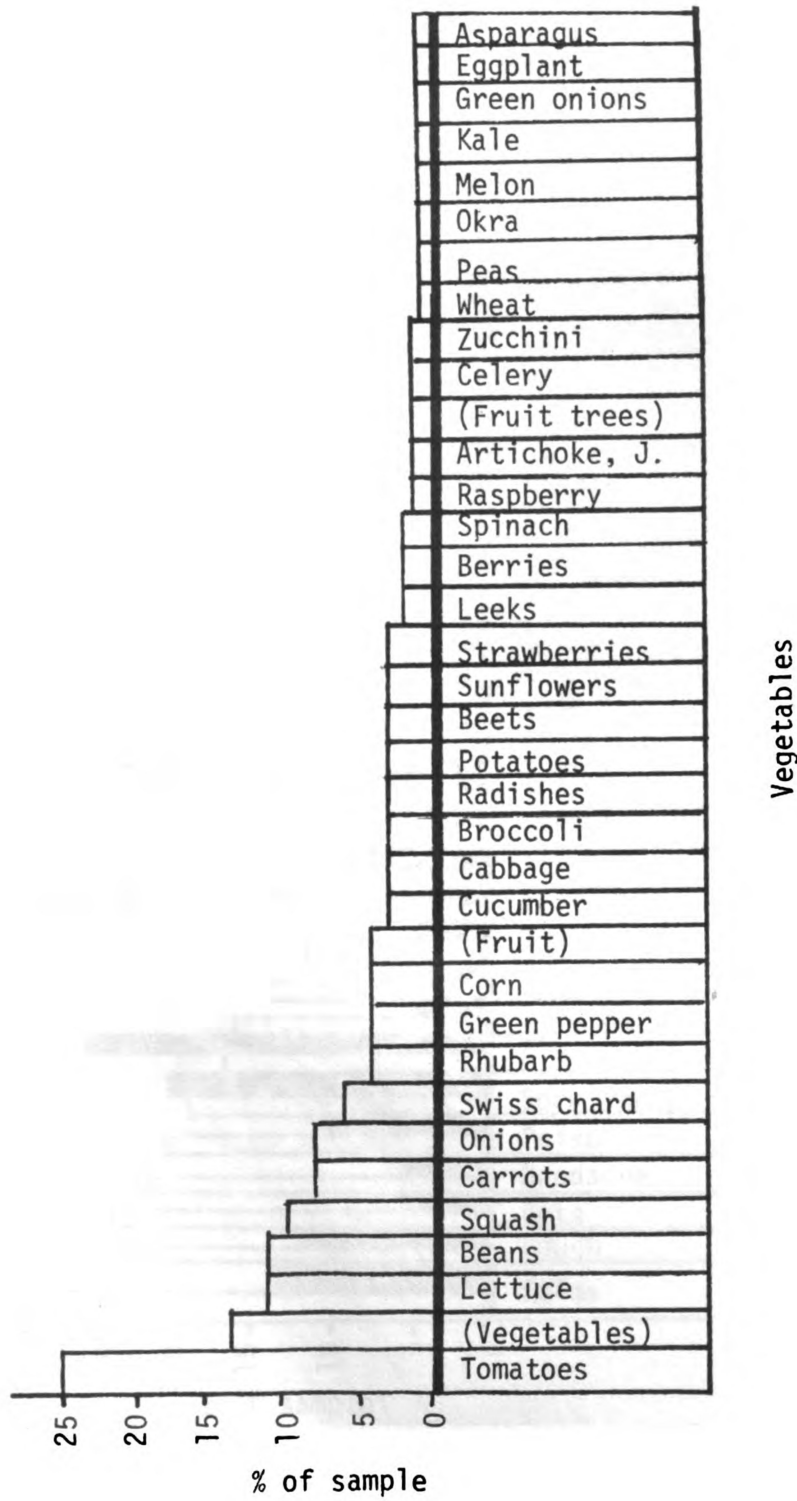 Asparagus
Eggplant
Green onions
Kale
Melon
Okra
Peas
Wheat
Zucchini
Celery
(Fruit trees)
Artichoke, J.
Raspberry
Spinach
Berries
Leeks
Strawberries
Sunflowers
Beets
Potatoes
Radishes
Broccoli
Cabbage
Cucumber
(Fruit)
Corn
Green pepper
Rhubarb
Swiss chard
Onions
Carrots
Squash
Beans
Lettuce
(Vegetables)
Tomatoes
Vegetables
25 20 15 10 5 0
% of sample